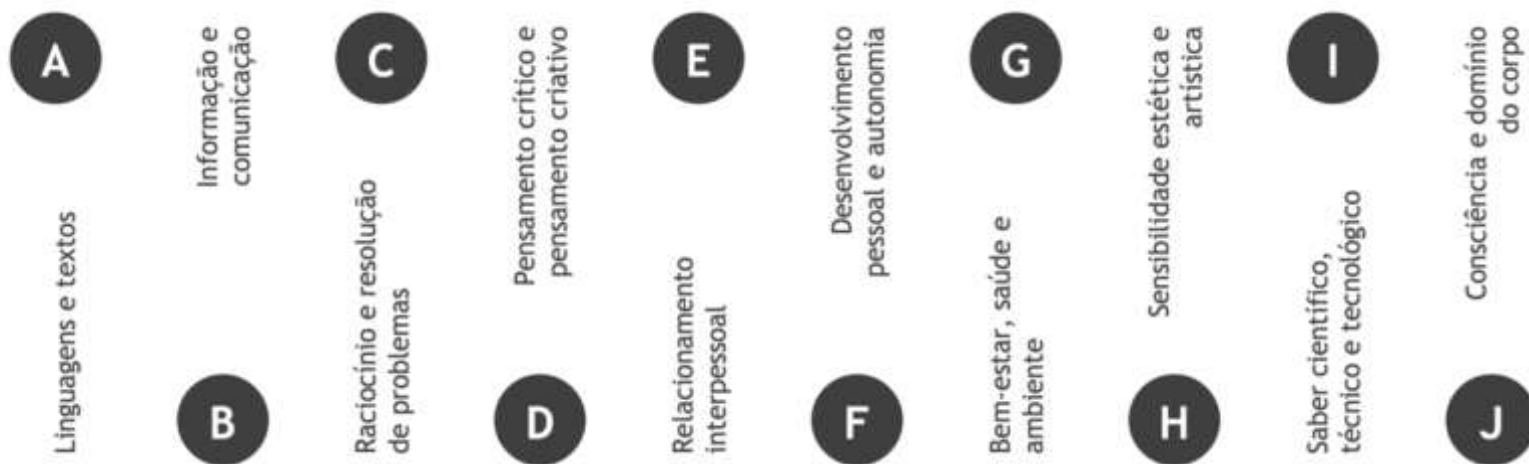 A
Linguagens e textos
Informação e
comunicação
B
C
Raciocínio e resolução
de problemas
Pensamento crítico e
pensamento criativo
D
E
Relacionamento
interpessoal
Desenvolvimento
pessoal e autonomia
F
G
Bem-estar, saúde e
ambiente
Sensibilidade estética e
artística
H
I
Saber científico,
técnico e tecnológico
Consciência e domínio
do corpo
J